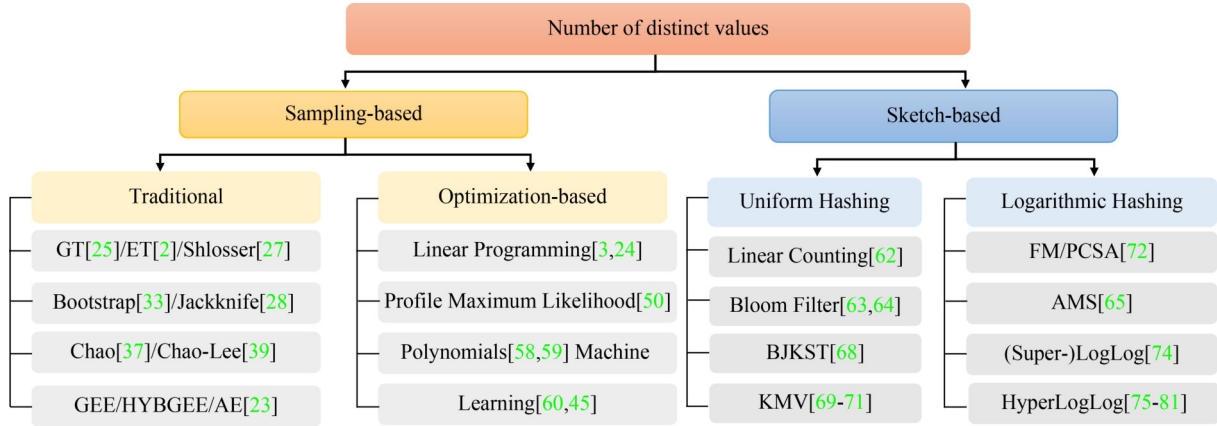 Number of distinct values
Sampling-based
Sketch-based
Traditional
GT[25]/ET[2]/Shlosser[27]
Bootstrap[33]/Jackknife[28]
Chao[37]/Chao-Lee[39]
GEE/HYBGEE/AE[23]
Optimization-based
Linear Programming[3,24]
Profile Maximum Likelihood[50]
Polynomials[58,59] Machine
Learning[60,45]
Uniform Hashing
Linear Counting[62]
Bloom Filter[63,64]
BJKST[68]
KMV[69-71]
Logarithmic Hashing
FM/PCSA[72]
AMS[65]
(Super-)LogLog[74]
HyperLogLog[75-81]